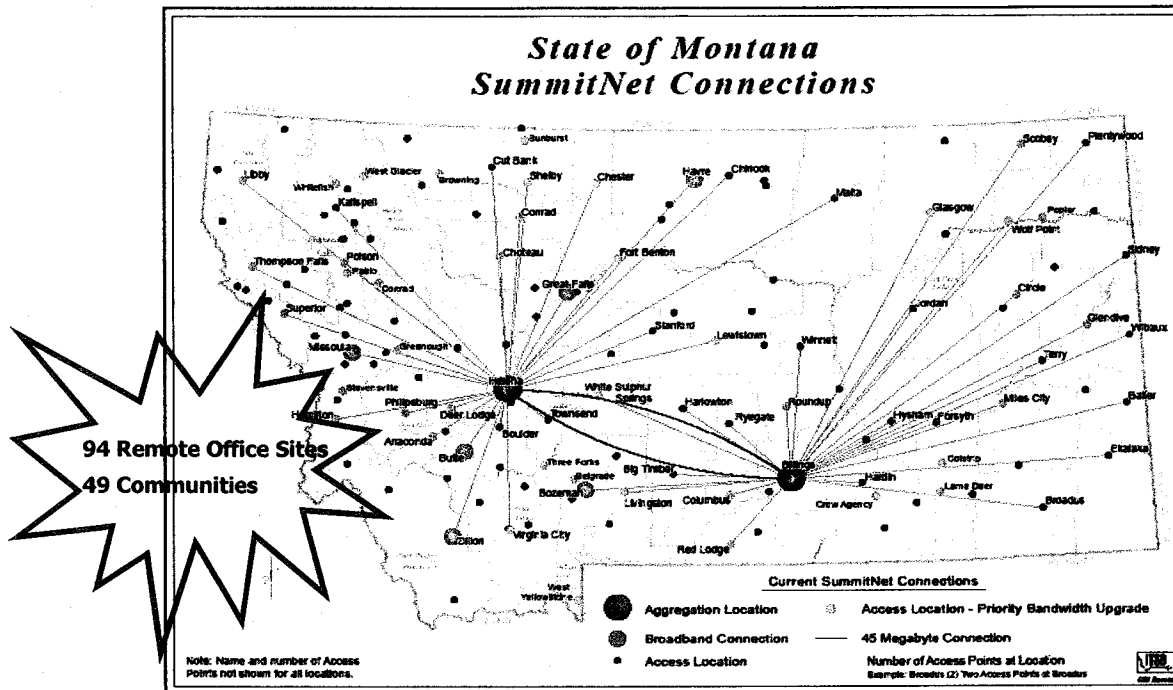 State of Montana
SummitNet Connections
Sunburst
Scobey
Plentywood
Cut Bank
Libby
Whitefish
West Glacier
Browning
Shelby
Chester
Havre
Chinook
Kalispell
Malta
Conrad
Glasgow
Wolf Point
Poplar
Thompson Falls
Polson
Pablo
Choteau
Fort Benton
Sidney
Conrad
Great Falls
Jordan
Circle
Superior
Stanford
Lewistown
Winnett
Glendive
Wibaux
Missoula
Greenough
Terry
Helena
Stevensville
White Sulphur
Springs
Hamilton
Philipsburg
Deer Lodge
Townsend
Harlowton
Ryegate
Roundup
Hysham
Forsyth
Miles City
Baker
94 Remote Office Sites
49 Communities
Anaconda
Boulder
Butte
Three Forks
Belgrade
Big Timber
Billings
Colstrip
Ekalaka
Bozeman
Livingston
Columbus
Hardin
Crow Agency
Lame Deer
Broadus
Dillon
Virginia City
Red Lodge
West
Yellowstone
Current SummitNet Connections
Aggregation Location
Access Location - Priority Bandwidth Upgrade
Broadband Connection
45 Megabyte Connection
Access Location
Number of Access Points at Location
Example: Broadus (2) Two Access Points at Broadus
Note: Name and number of Access
Points not shown for all locations.